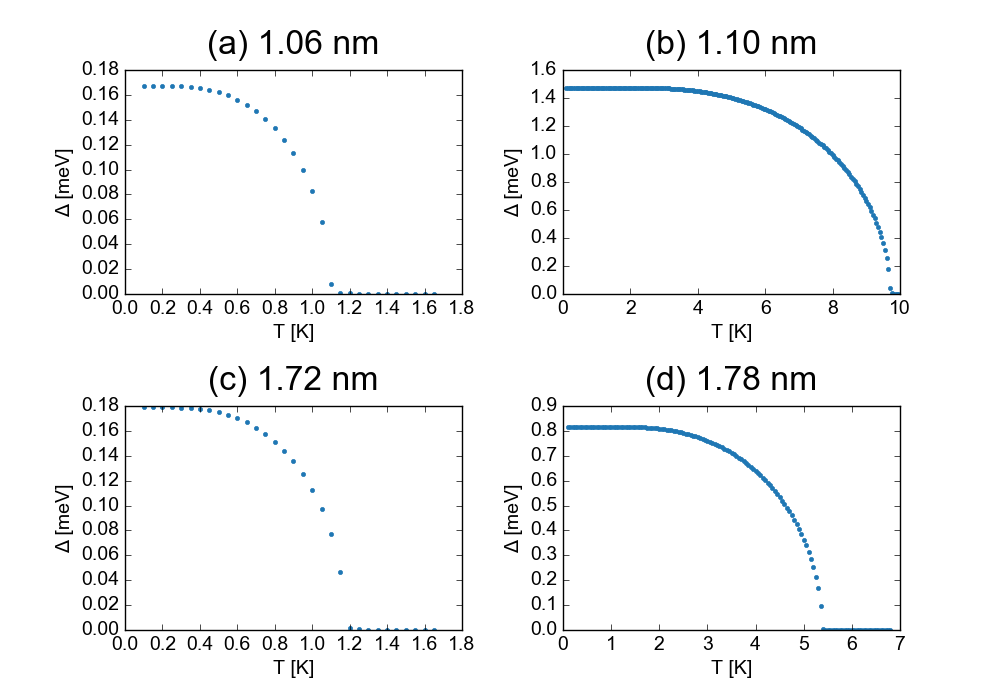 (a) 1.06 nm
(b) 1.10 nm
0.18
0.16
0.14
0.12
0.10
0.08
0.06
0.04
0.02
0.00
Δ [meV]
0.0 0.2 0.4 0.6 0.8 1.0 1.2 1.4 1.6 1.8
T [K]
1.6
1.4
1.2
1.0
0.8
0.6
0.4
0.2
0.0
Δ [meV]
0 2 4 6 8 10
T [K]
(c) 1.72 nm
(d) 1.78 nm
0.18
0.16
0.14
0.12
0.10
0.08
0.06
0.04
0.02
0.00
Δ [meV]
0.0 0.2 0.4 0.6 0.8 1.0 1.2 1.4 1.6 1.8
T [K]
0.9
0.8
0.7
0.6
0.5
0.4
0.3
0.2
0.1
0.0
Δ [meV]
0 1 2 3 4 5 6 7
T [K]